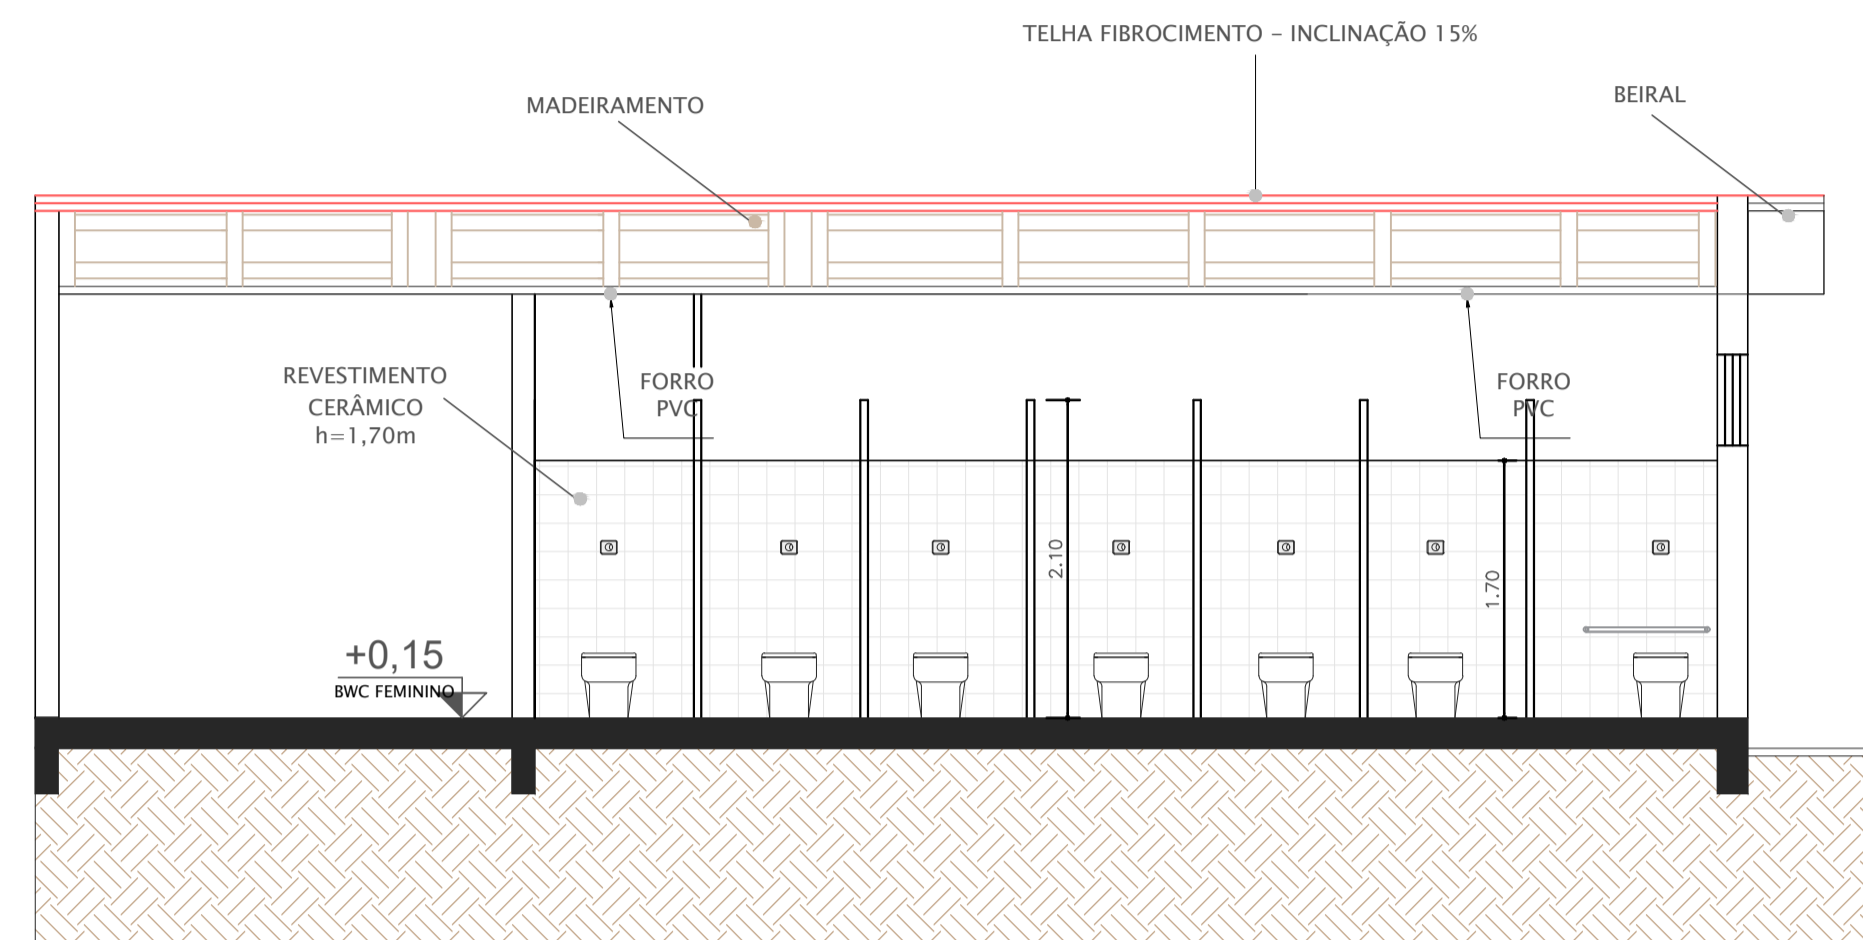 TELHA FIBROCIMENTO - INCLINAÇÃO 15%
BEIRAL
MADEIRAMENTO
REVESTIMENTO
CERÂMICO
h=1,70m
FORRO
PVC
FORRO
PVC
2.10
1.70
+0,15
BWC FEMININO